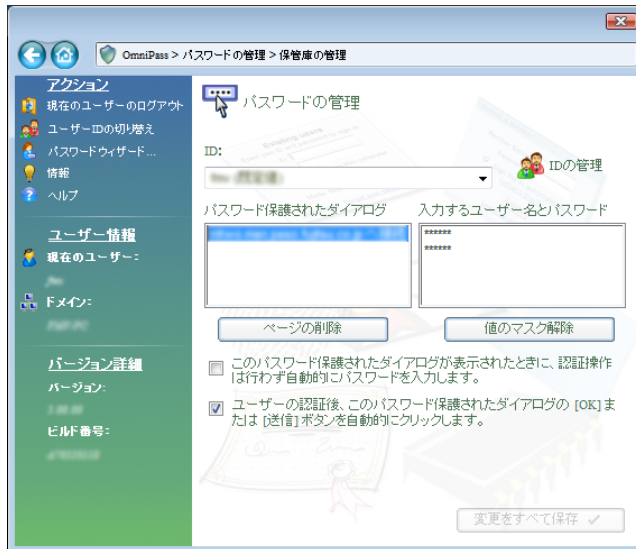 OmniPass > パスワードの管理 > 保管庫の管理
アクション
現在のユーザーのログアウト
ユーザーIDの切り替え
パスワードウィザード...
情報
ヘルプ
ユーザー情報
現在のユーザー:
ドメイン:
バージョン詳細
バージョン:
ビルド番号:
パスワードの管理
ID:
IDの管理
パスワード保護されたダイアログ
入力するユーザー名とパスワード
******
******
ページの削除
値のマスク解除
このパスワード保護されたダイアログが表示されたときに、認証操作
は行わず自動的にパスワードを入力します。
ユーザーの認証後、このパスワード保護されたダイアログの [OK] ま
たは [送信] ボタンを自動的にクリックします。
変更をすべて保存